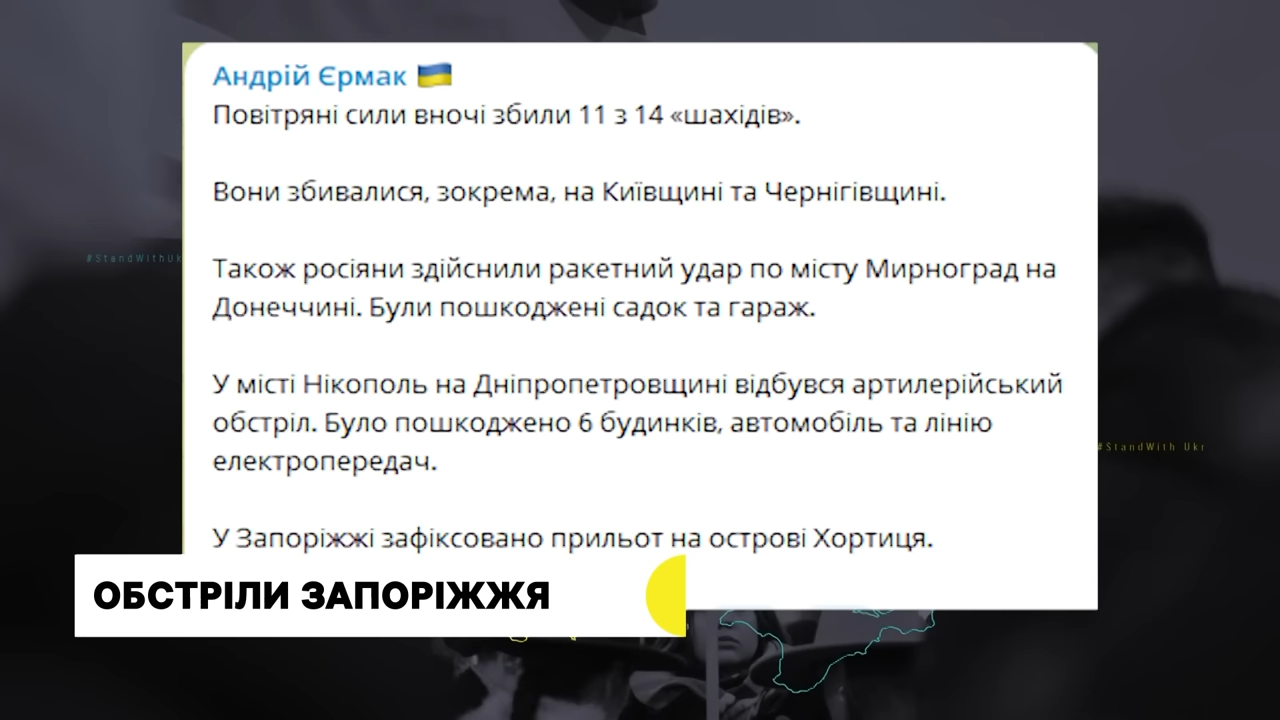 Андрій Єрмак
Повітряні сили вночі збили 11 з 14 «шахідів».
Вони збивалися, зокрема, на Київщині та Чернігівщині.
#StandWithUk
Також росіяни здійснили ракетний удар по місту Мирноград на
Донеччині. Були пошкоджені садок та гараж.
У місті Нікополь на Дніпропетровщині відбувся артилерійський
обстріл. Було пошкоджено 6 будинків, автомобіль та лінію
електропередач.
#StandWith Ukr
У Запоріжжі зафіксовано прильот на острові Хортиця.
ОБСТРІЛИ ЗАПОРІЖЖЯ